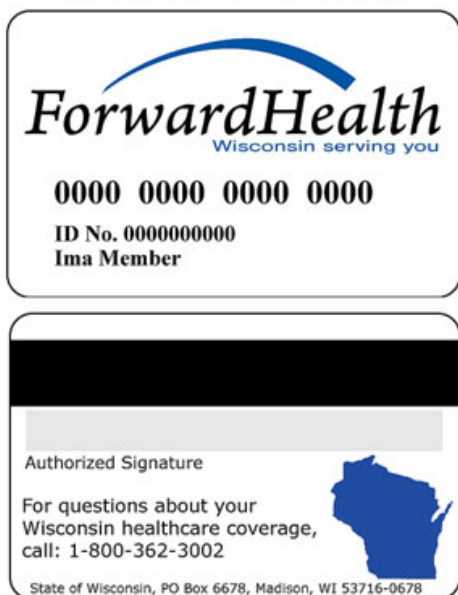 ForwardHealth
Wisconsin serving you
0000 0000 0000 0000
ID No. 0000000000
Ima Member
Authorized Signature
For questions about your
Wisconsin healthcare coverage,
call: 1-800-362-3002
State of Wisconsin, PO Box 6678, Madison, WI 53716-0678